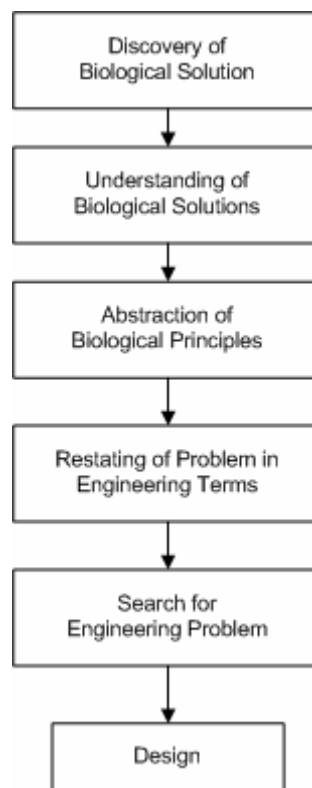 Discovery of
Biological Solution
Understanding of
Biological Solutions
Abstraction of
Biological Principles
Restating of Problem in
Engineering Terms
Search for
Engineering Problem
Design